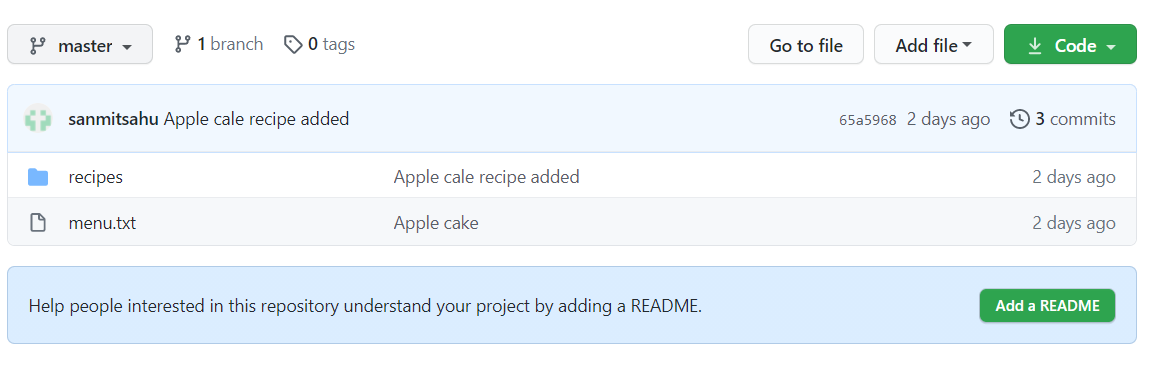 master 1 branch 0 tags Go to file Add file Code
sanmitsahu Apple cale recipe added 65a5968 2 days ago 3 commits
recipes Apple cale recipe added 2 days ago
menu.txt Apple cake 2 days ago
Help people interested in this repository understand your project by adding a README. Add a README